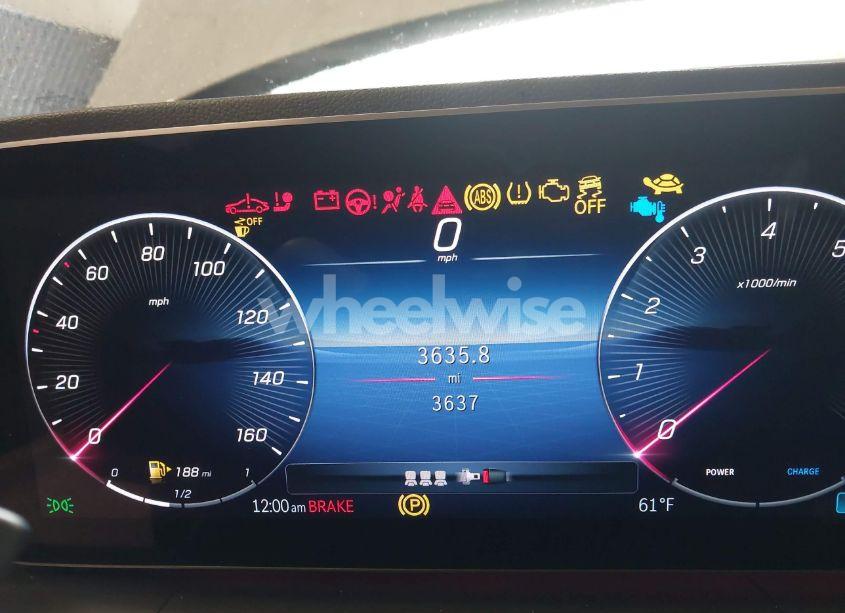 OFF
ABS
OFF
0
mph
0
20
40
60
80
100
120
140
160
mph
wheelwise
3635.8
mi
3637
0
1
2
3
4
5
x1000/min
0
188 mi
1
1/2
POWER
CHARGE
12:00am BRAKE
P
61°F